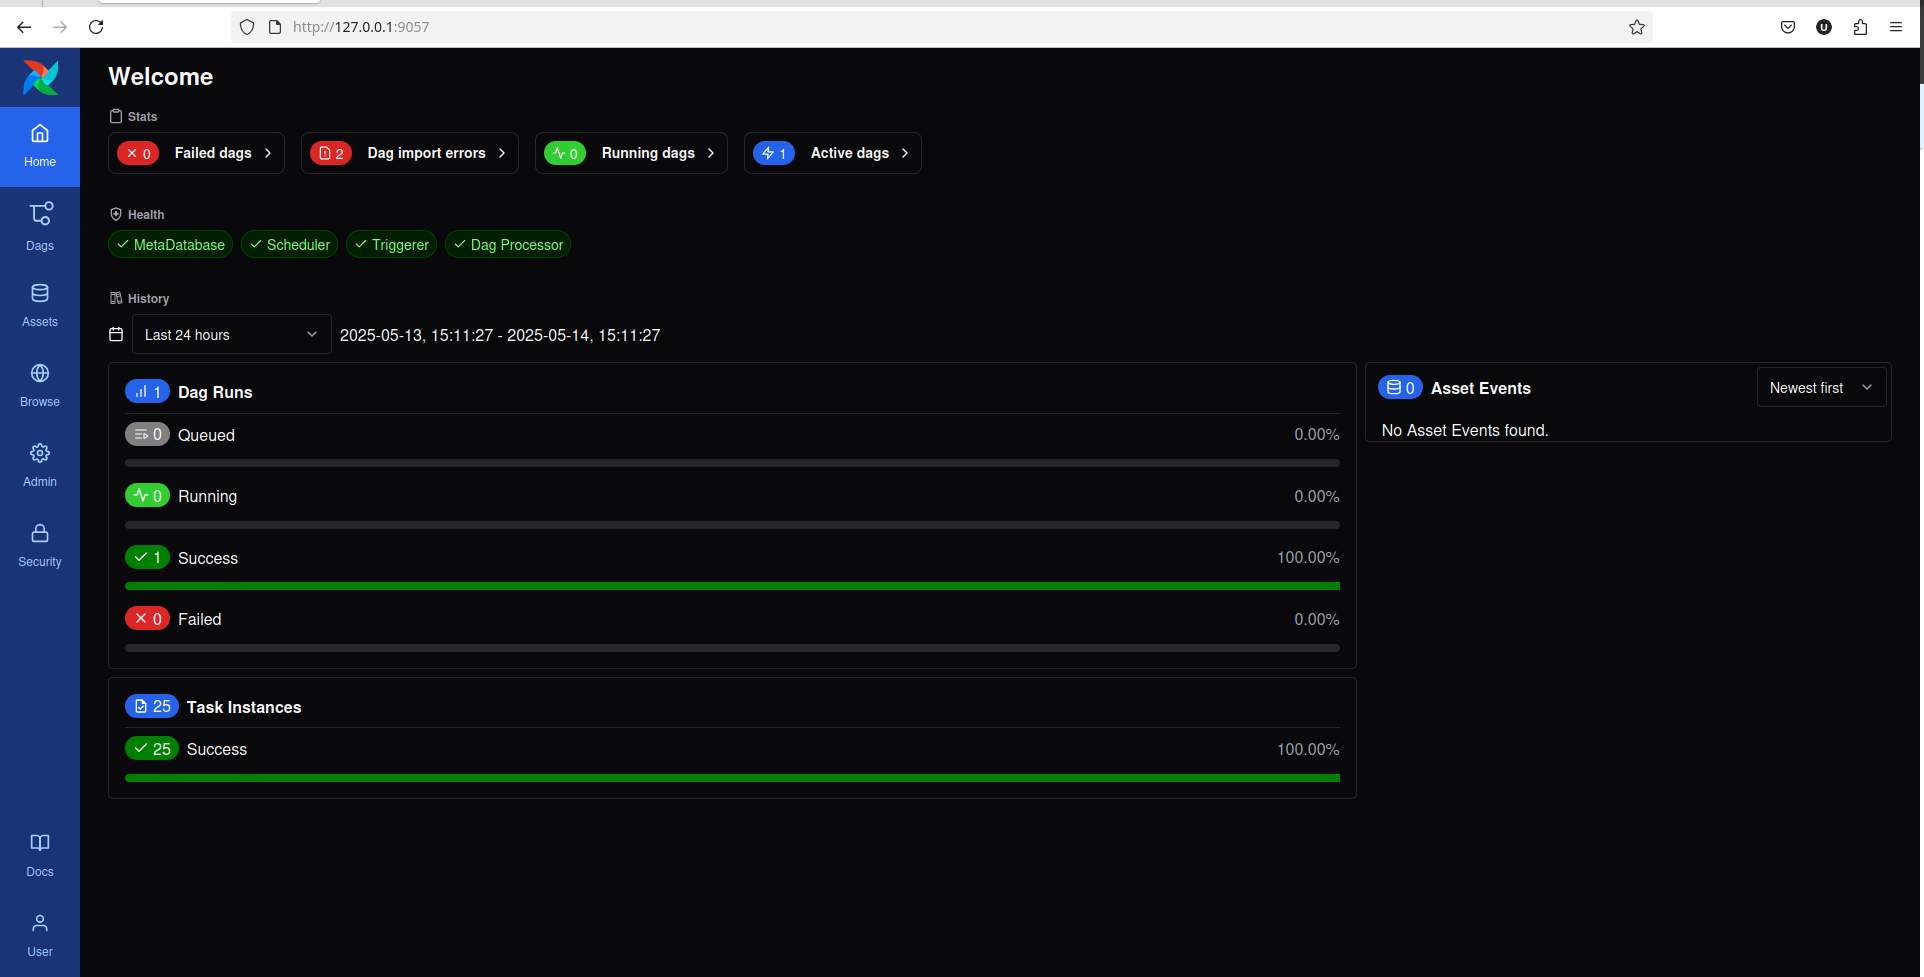 http://127.0.0.1:9057
U
Welcome
Stats
0 Failed dags
2 Dag import errors
0 Running dags
1 Active dags
Home
Dags
Assets
Browse
Admin
Security
Docs
User
Health
MetaDatabase
Scheduler
Triggerer
Dag Processor
History
Last 24 hours
2025-05-13, 15:11:27 - 2025-05-14, 15:11:27
1 Dag Runs
0 Queued 0.00%
0 Running 0.00%
1 Success 100.00%
0 Failed 0.00%
25 Task Instances
25 Success 100.00%
0 Asset Events
Newest first
No Asset Events found.